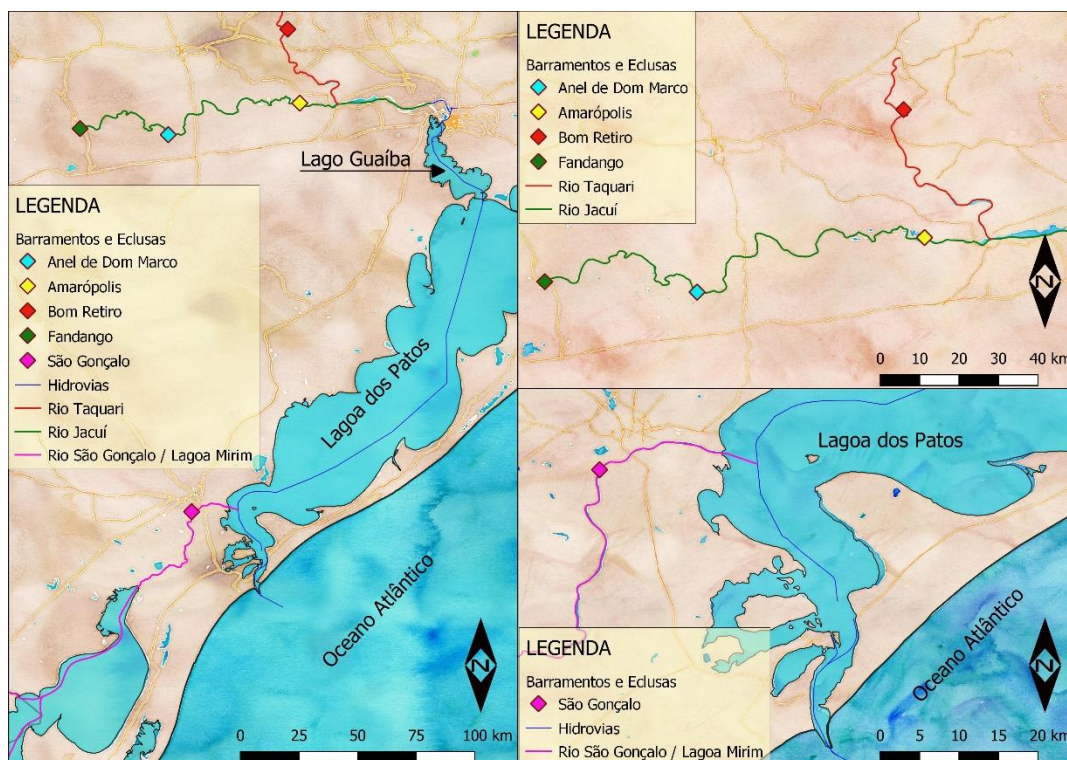 Lago Guaíba
LEGENDA
Barramentos e Eclusas
Anel de Dom Marco
Amarópolis
Bom Retiro
Fandango
São Gonçalo
Hidrovias
Rio Taquari
Rio Jacuí
Rio São Gonçalo / Lagoa Mirim
Lagoa dos Patos
Oceano Atlântico
N
0 25 50 75 100 km
LEGENDA
Barramentos e Eclusas
Anel de Dom Marco
Amarópolis
Bom Retiro
Fandango
Rio Taquari
Rio Jacuí
N
0 10 20 30 40 km
Lagoa dos Patos
Oceano Atlântico
LEGENDA
Barramentos e Eclusas
São Gonçalo
Hidrovias
Rio São Gonçalo / Lagoa Mirim
N
0 5 10 15 20 km